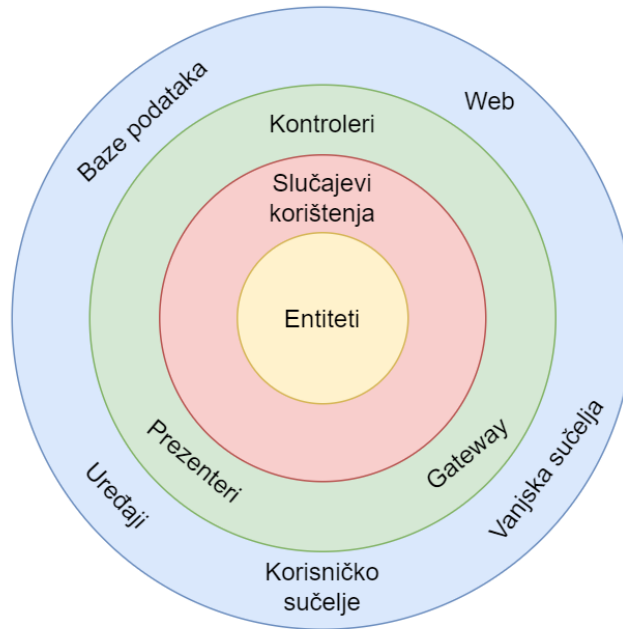 Baze podataka
Web
Kontroleri
Slučajevi
korištenja
Entiteti
Prezenteri
Gateway
Uređaji
Vanjska sučelja
Korisničko
sučelje